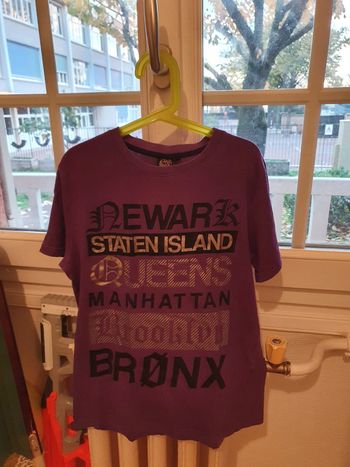 NEWARK
STATEN ISLAND
QUEENS
MANHATTAN
Brooklyn
BRØNX